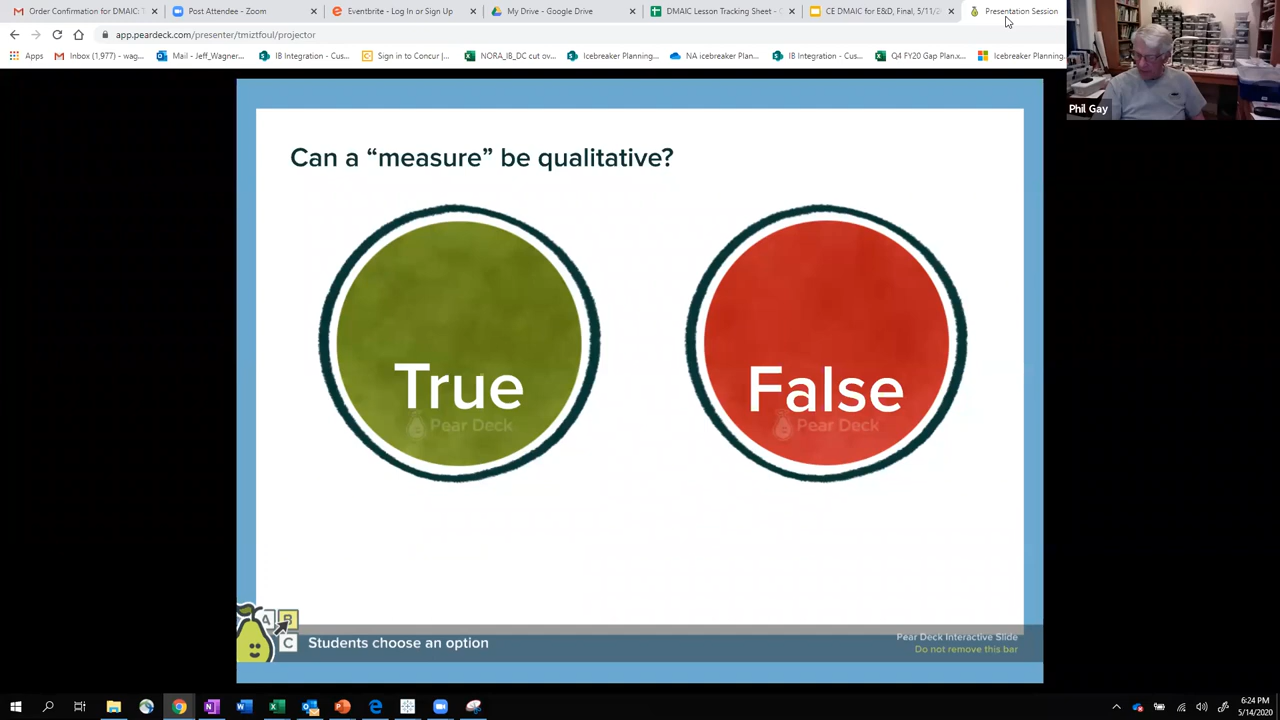 Order Confirmation for DMAIC: T
Post Attendee - Zoom
Eventbrite - Log In or Sign Up
My Drive - Google Drive
DMAIC Lesson Tracking Sheet - G
CE DMAIC for E&D, Final, 5/11/2
Presentation Session
app.peardeck.com/presenter/tmiztfoul/projector
Apps
Inbox (1,977) - wag...
Mail - Jeff_Wagner...
IB Integration - Cus...
Sign in to Concur |...
NORA_IB_DC cut ov...
Icebreaker Planning...
NA icebreaker Plan...
IB Integration - Cus...
Q4 FY20 Gap Plan.x...
Icebreaker Planning
Phil Gay
Can a “measure” be qualitative?
True
False
Pear Deck
Pear Deck
A
B
C
Students choose an option
Pear Deck Interactive Slide
Do not remove this bar
6:24 PM
5/14/2020